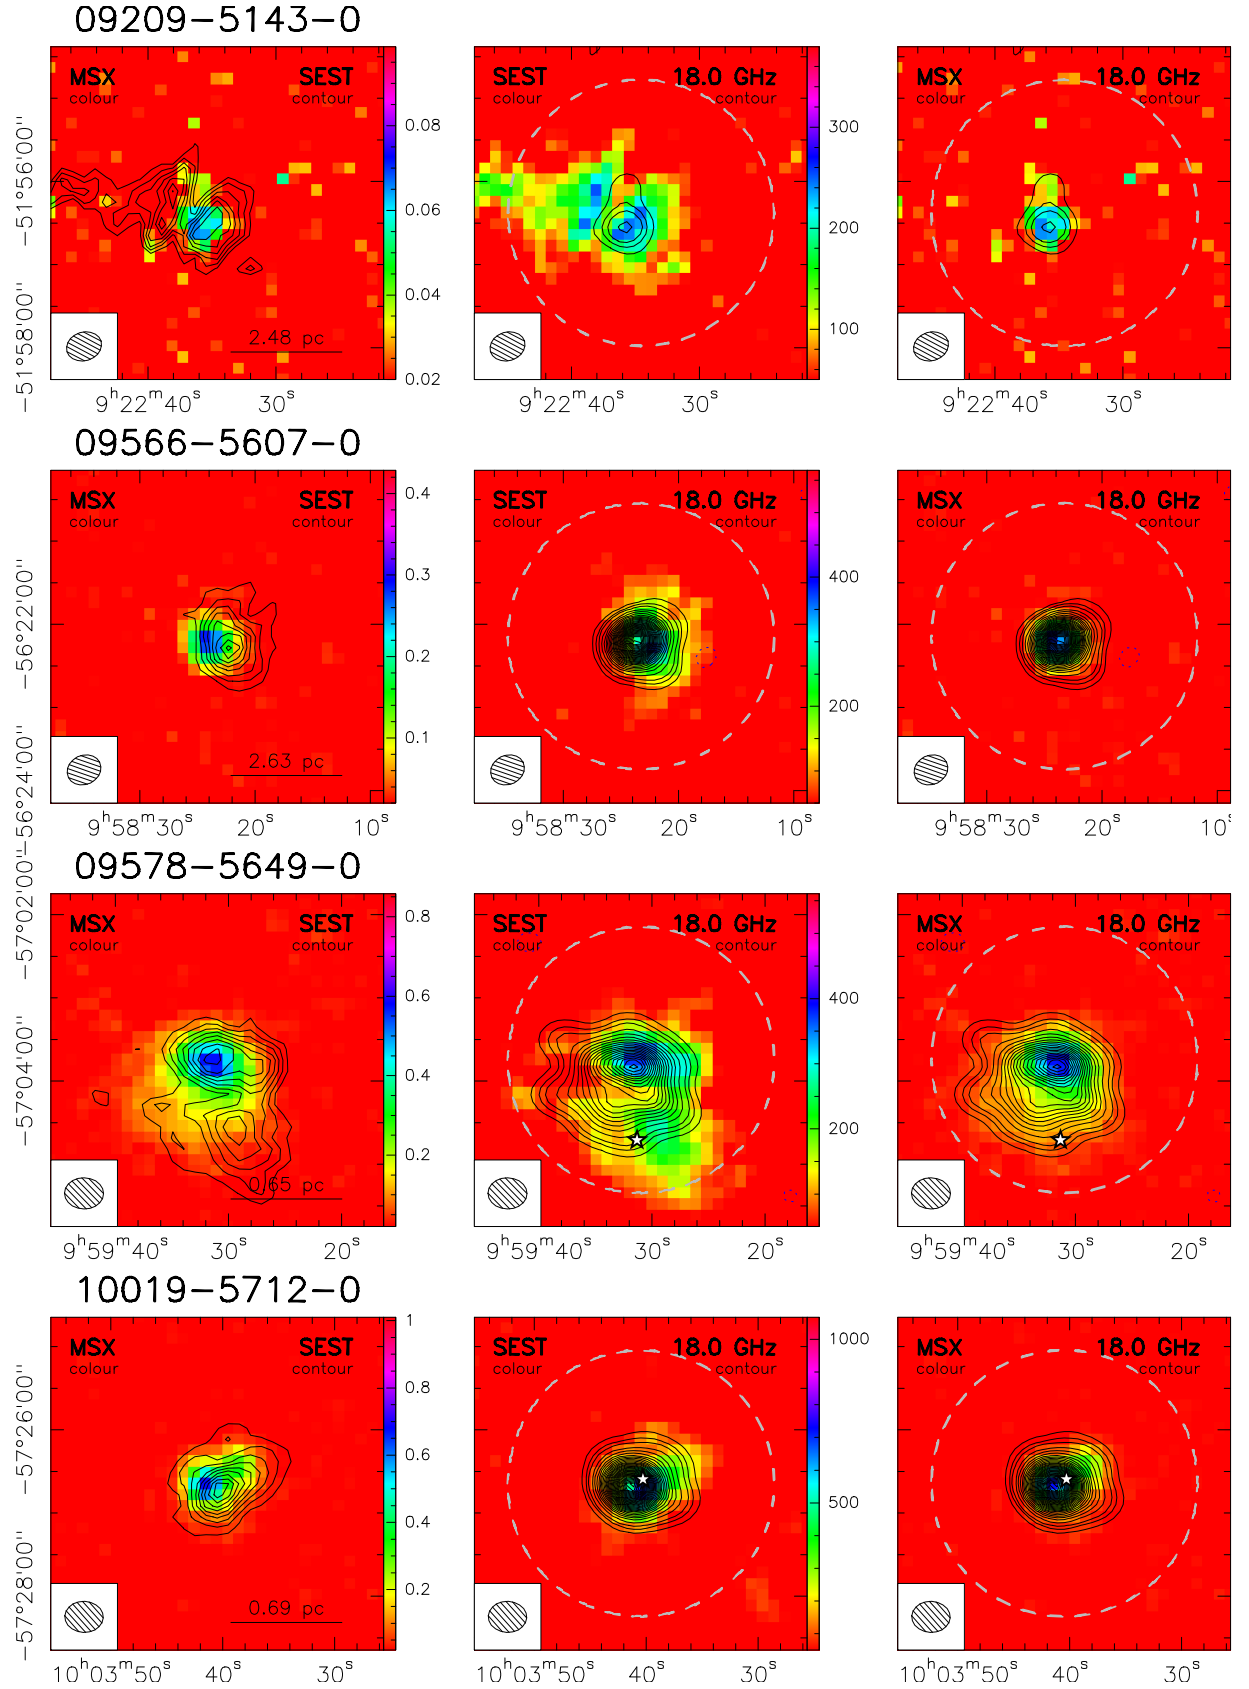 09209−5143−0
MSX SEST
colour contour
SEST 18.0 GHz
colour contour
MSX 18.0 GHz
colour contour
0.08
0.06
0.04
0.02
300
200
100
−51°56'00''
−51°58'00''
2.48 pc
9h22m40s 30s
9h22m40s 30s
9h22m40s 30s
09566−5607−0
MSX SEST
colour contour
SEST 18.0 GHz
colour contour
MSX 18.0 GHz
colour contour
0.4
0.3
0.2
0.1
400
200
−56°22'00''
−56°24'00''
2.63 pc
9h58m30s 20s 10s
9h58m30s 20s 10s
9h58m30s 20s 10s
09578−5649−0
MSX SEST
colour contour
SEST 18.0 GHz
colour contour
MSX 18.0 GHz
colour contour
0.8
0.6
0.4
0.2
400
200
−57°02'00''
−57°04'00''
0.65 pc
9h59m40s 30s 20s
9h59m40s 30s 20s
9h59m40s 30s 20s
10019−5712−0
MSX SEST
colour contour
SEST 18.0 GHz
colour contour
MSX 18.0 GHz
colour contour
1
0.8
0.6
0.4
0.2
1000
500
−57°26'00''
−57°28'00''
0.69 pc
10h03m50s 40s 30s
10h03m50s 40s 30s
10h03m50s 40s 30s